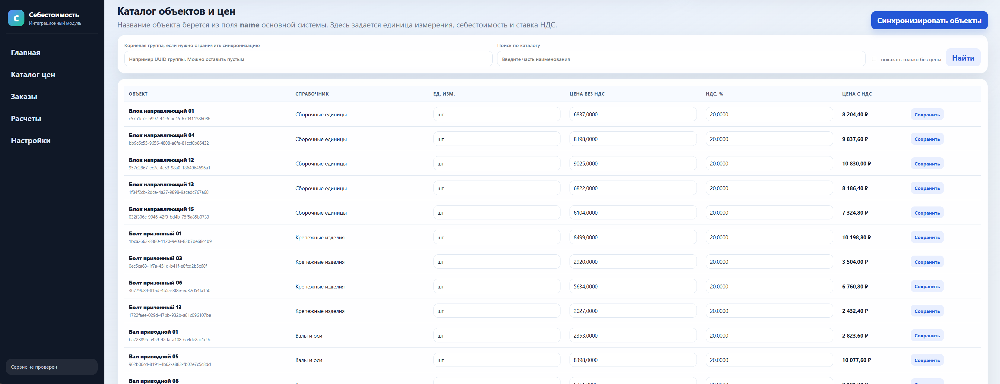 С
Себестоимость
Интеграционный модуль
Главная
Каталог цен
Заказы
Расчеты
Настройки
Сервис не проверен
Каталог объектов и цен
Название объекта берется из поля name основной системы. Здесь задается единица измерения, себестоимость и ставка НДС.
Синхронизировать объекты
Корневая группа, если нужно ограничить синхронизацию
Например UUID группы. Можно оставить пустым
Поиск по каталогу
Введите часть наименования
показать только без цены
Найти
ОБЪЕКТ СПРАВОЧНИК ЕД. ИЗМ. ЦЕНА БЕЗ НДС НДС, % ЦЕНА С НДС
Блок направляющий 01
c57a1c7c-b997-44c6-ae45-670411386086
Сборочные единицы шт 6837,0000 20,0000 8 204,40 ₽ Сохранить
Блок направляющий 04
bb9c6c55-9656-4808-a8fe-81ccf0b86432
Сборочные единицы шт 8198,0000 20,0000 9 837,60 ₽ Сохранить
Блок направляющий 12
957e2867-ec7c-4c53-98a0-1864964696a1
Сборочные единицы шт 9025,0000 20,0000 10 830,00 ₽ Сохранить
Блок направляющий 13
1f84f2cb-2dce-4a27-9898-9acedc767a68
Сборочные единицы шт 6822,0000 20,0000 8 186,40 ₽ Сохранить
Блок направляющий 15
032f306c-9946-42f0-bd4b-75f5a85b0733
Сборочные единицы шт 6104,0000 20,0000 7 324,80 ₽ Сохранить
Болт призонный 01
1bca2663-8380-4120-9e03-83b7be68c4b9
Крепежные изделия шт 8499,0000 20,0000 10 198,80 ₽ Сохранить
Болт призонный 03
0ec5ca63-1f7a-451d-b41f-e8fcd2b5c68f
Крепежные изделия шт 2920,0000 20,0000 3 504,00 ₽ Сохранить
Болт призонный 06
36779b84-81ad-4b5a-8f8e-ed32d54fa150
Крепежные изделия шт 5634,0000 20,0000 6 760,80 ₽ Сохранить
Болт призонный 13
1722faee-029d-47bb-932b-a81c096107be
Крепежные изделия шт 2027,0000 20,0000 2 432,40 ₽ Сохранить
Вал приводной 01
ba723895-a459-42da-a108-6a4de2ac1e9c
Валы и оси шт 2353,0000 20,0000 2 823,60 ₽ Сохранить
Вал приводной 05
962b06cd-8191-4b62-a883-fb02e7c5c8dd
Валы и оси шт 8398,0000 20,0000 10 077,60 ₽ Сохранить
Вал приводной 08